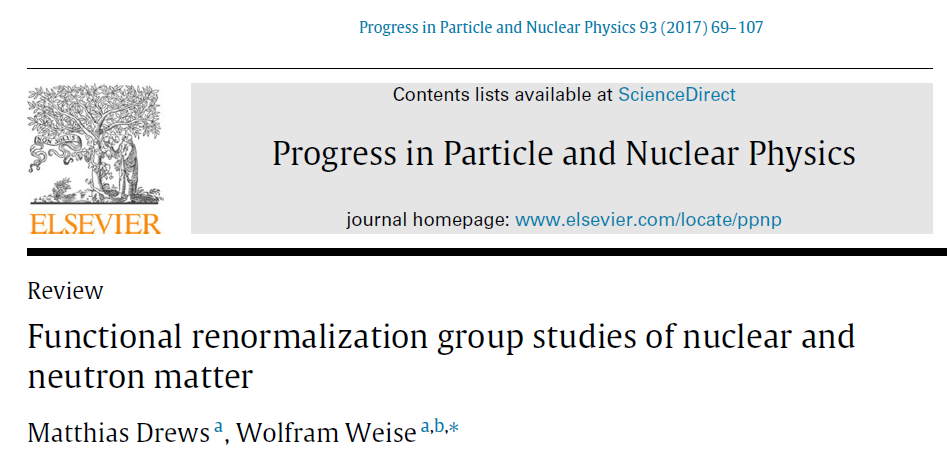 Progress in Particle and Nuclear Physics 93 (2017) 69–107
Contents lists available at ScienceDirect
Progress in Particle and Nuclear Physics
journal homepage: www.elsevier.com/locate/ppnp
NON SOLUS
ELSEVIER
Review
Functional renormalization group studies of nuclear and
neutron matter
Matthias Drews a, Wolfram Weise a,b,*